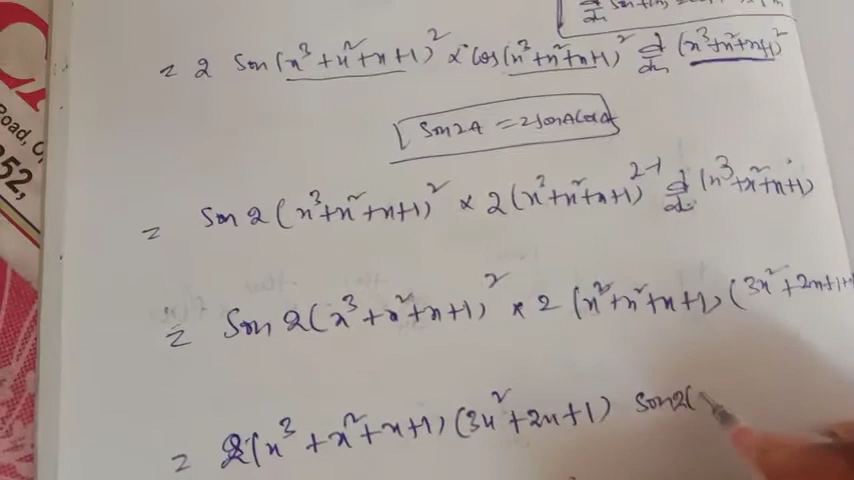 = 2 Sin(x³+x²+x+1)² × Cos(x³+x²+x+1)² d/dx (x³+x²+x+1)²
Sin2A = 2SinACosA
= Sin 2(x³+x²+x+1)² × 2(x³+x²+x+1)²⁻¹ d/dx (x³+x²+x+1)
= Sin 2(x³+x²+x+1)² × 2 (x³+x²+x+1) (3x²+2x+1+
= 2(x³+x²+x+1) (3x²+2x+1) Sin2(
Road,
52,